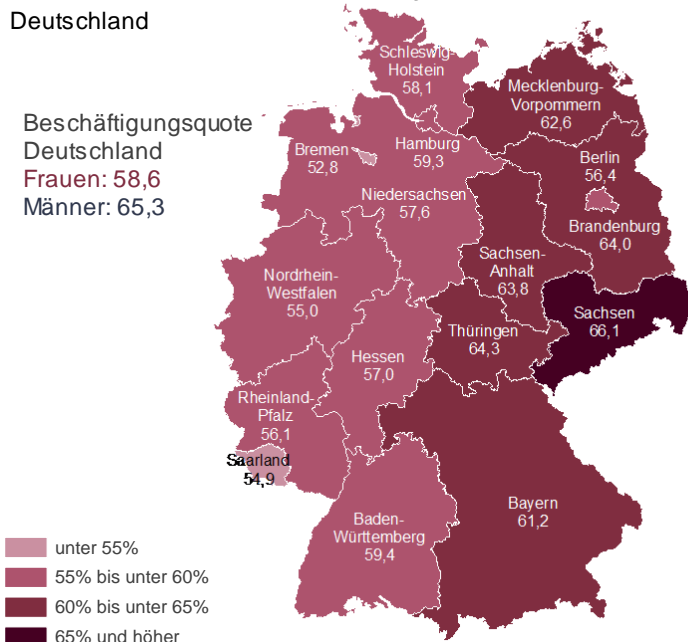 Deutschland
Schleswig-
Holstein
58,1
Mecklenburg-
Vorpommern
62,6
Beschäftigungsquote
Deutschland
Frauen: 58,6
Männer: 65,3
Bremen
52,8
Hamburg
59,3
Berlin
56,4
Niedersachsen
57,6
Brandenburg
64,0
Sachsen-
Anhalt
63,8
Nordrhein-
Westfalen
55,0
Sachsen
66,1
Thüringen
64,3
Hessen
57,0
Rheinland-
Pfalz
56,1
Saarland
54,9
Bayern
61,2
Baden-
Württemberg
59,4
unter 55%
55% bis unter 60%
60% bis unter 65%
65% und höher